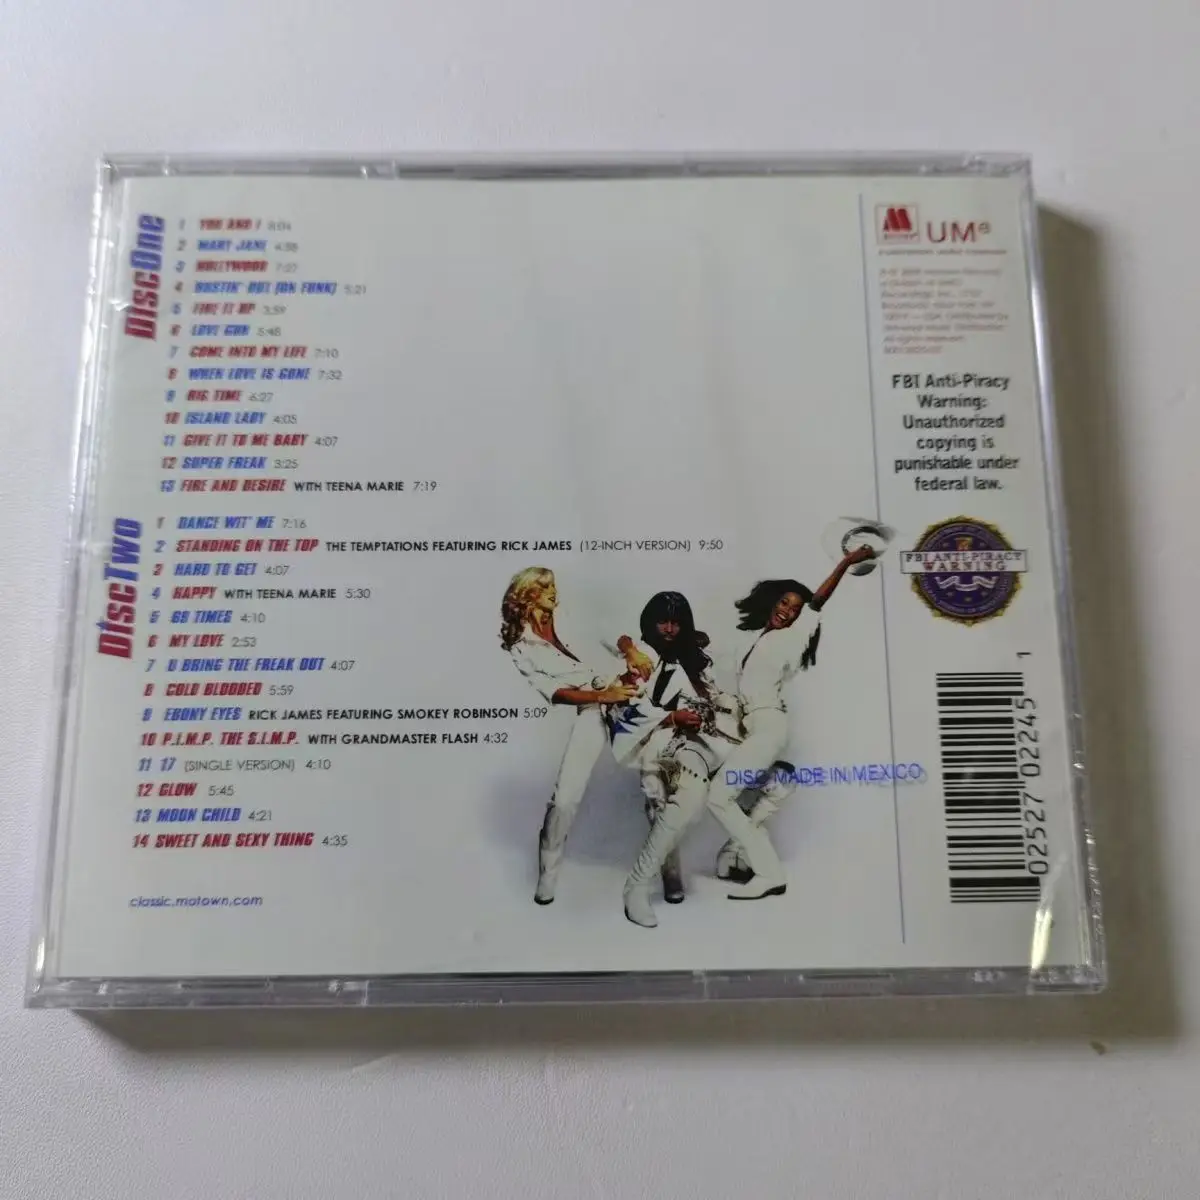 DiscOne
1 YOU AND I 8:04
2 MARY JANE 4:56
3 HOLLYWOOD 7:27
4 BUSTIN' OUT (ON FUNK) 5:21
5 FIRE IT UP 3:59
6 LOVE GUN 5:48
7 COME INTO MY LIFE 7:10
8 WHEN LOVE IS GONE 7:32
9 BIG TIME 6:27
10 ISLAND LADY 4:05
11 GIVE IT TO ME BABY 4:07
12 SUPER FREAK 3:25
13 FIRE AND DESIRE WITH TEENA MARIE 7:19
DiscTwo
1 DANCE WIT' ME 7:16
2 STANDING ON THE TOP THE TEMPTATIONS FEATURING RICK JAMES (12-INCH VERSION) 9:50
3 HARD TO GET 4:07
4 HAPPY WITH TEENA MARIE 5:30
5 69 TIMES 4:10
6 MY LOVE 2:53
7 U BRING THE FREAK OUT 4:07
8 COLD BLOODED 5:59
9 EBONY EYES RICK JAMES FEATURING SMOKEY ROBINSON 5:09
10 P.I.M.P. THE S.I.M.P. WITH GRANDMASTER FLASH 4:32
11 17 (SINGLE VERSION) 4:10
12 GLOW 5:45
13 MOON CHILD 4:21
14 SWEET AND SEXY THING 4:35
classic.motown.com
UMe
FBI Anti-Piracy
Warning:
Unauthorized
copying is
punishable under
federal law.
FBI ANTI-PIRACY
WARNING
DISC MADE IN MEXICO
02527 02245 1